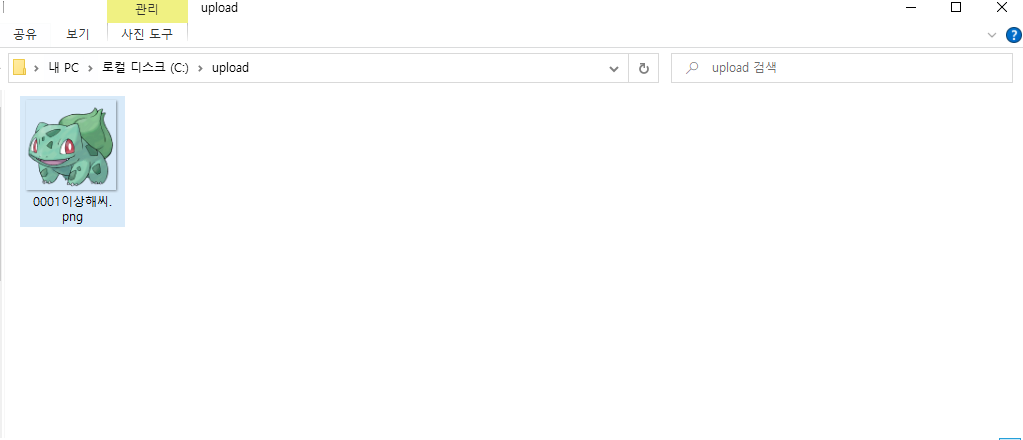 관리 upload
공유 보기 사진 도구
내 PC 로컬 디스크 (C:) upload
upload 검색
0001이상해씨.
png